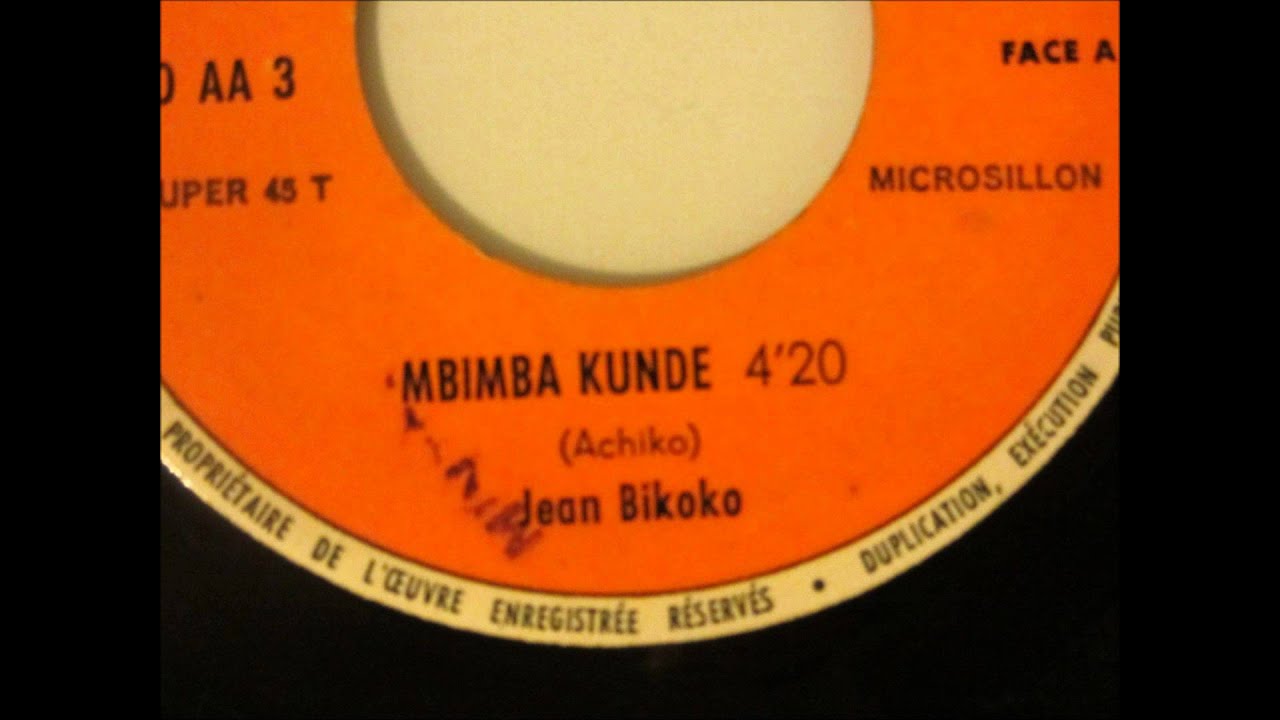 AA 3
FACE A
45 T
MICROSILLON
MBIMBA KUNDE 4'20
(Achiko)
Jean Bikoko
PROPRIÉTAIRE DE L'ŒUVRE ENREGISTRÉE RÉSERVÉS • DUPLICATION, EXÉCUTION